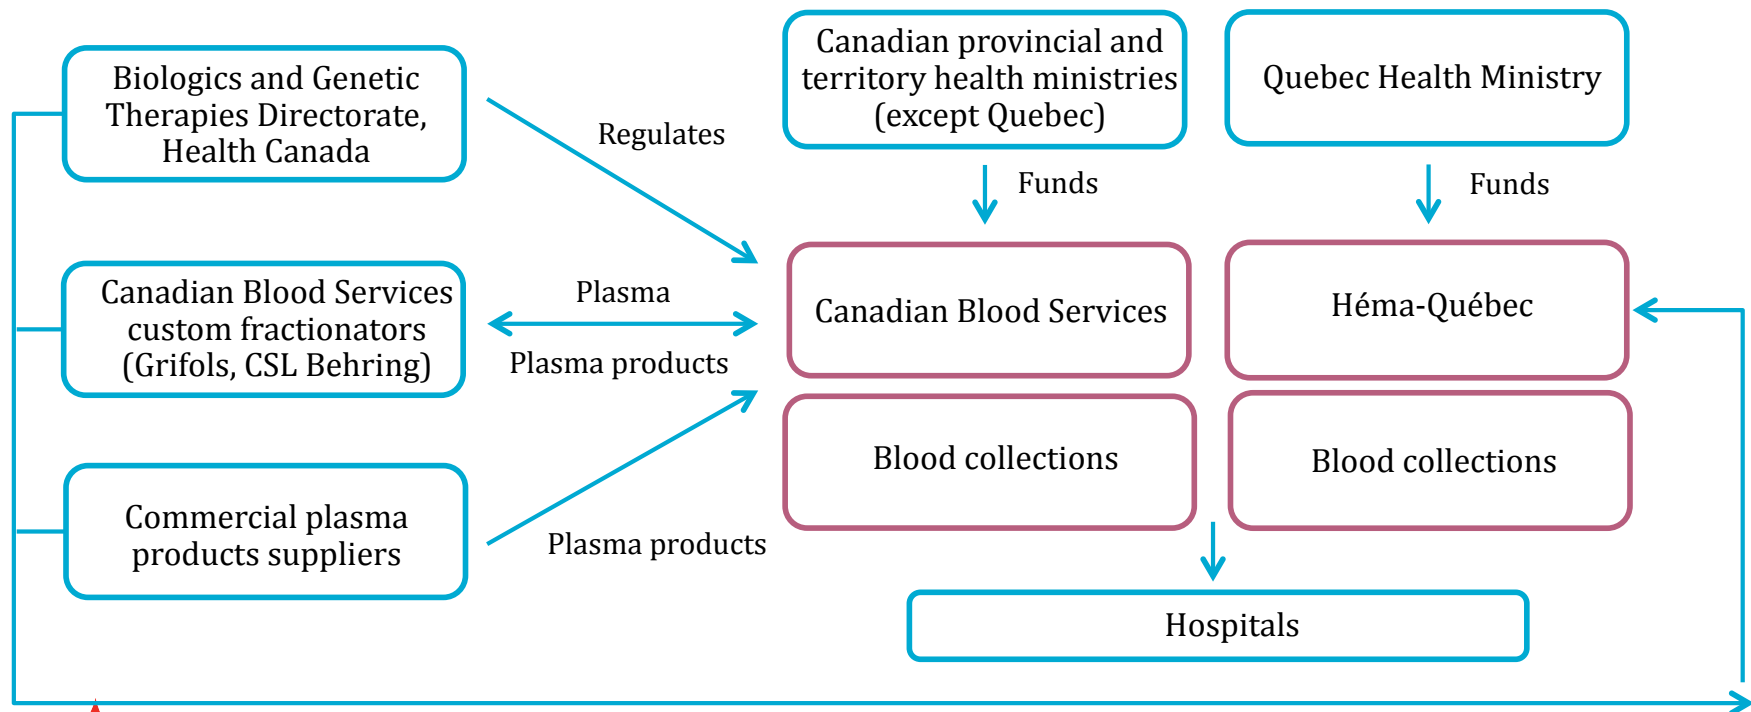 Biologics and Genetic
Therapies Directorate,
Health Canada
Regulates
Canadian provincial and
territory health ministries
(except Quebec)
Quebec Health Ministry
Funds
Funds
Canadian Blood Services
custom fractionators
(Grifols, CSL Behring)
Plasma
Plasma products
Canadian Blood Services
Héma-Québec
Blood collections
Blood collections
Commercial plasma
products suppliers
Plasma products
Hospitals